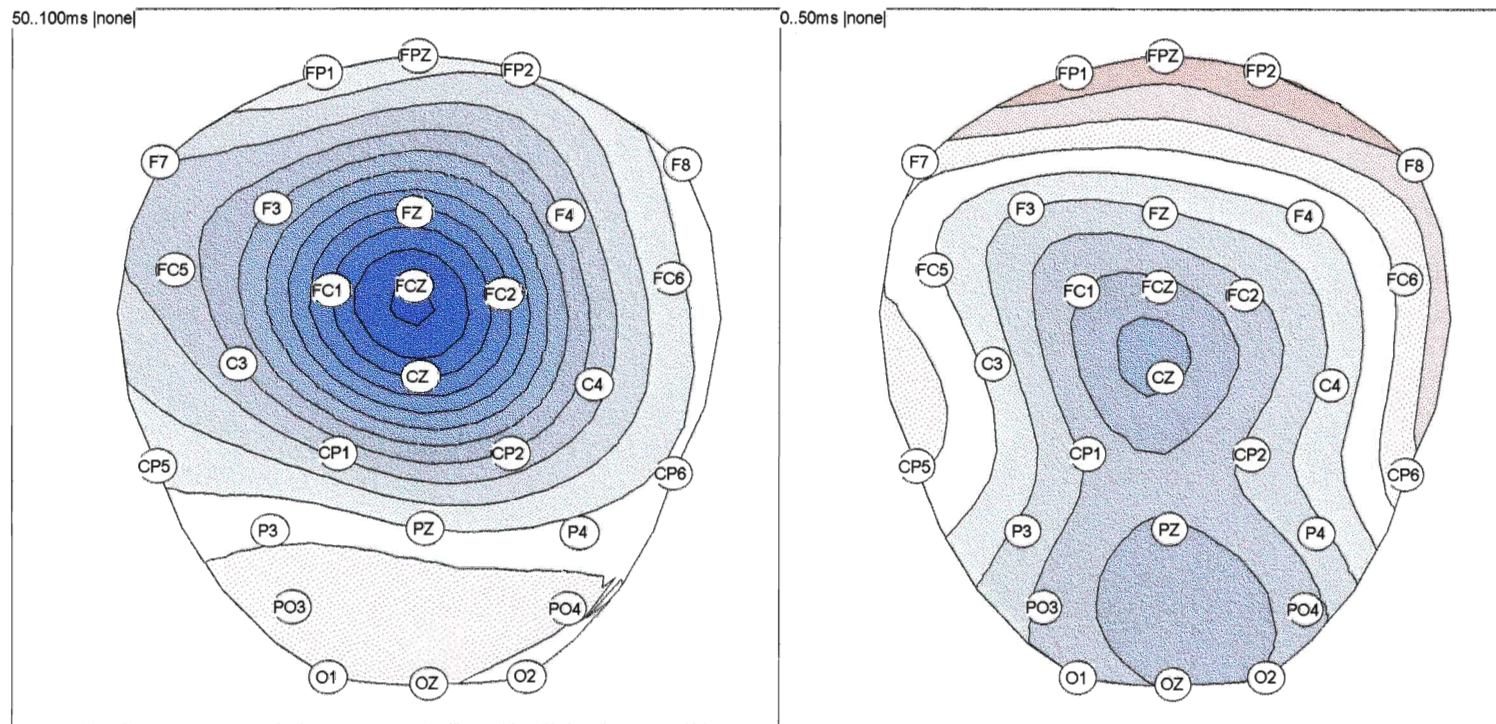 50..100ms |none|
FPZ
FP1 FP2
F7 F8
F3 FZ F4
FC5 FC6
FC1 FCZ FC2
C3 CZ C4
CP1 CP2
CP5 CP6
P3 PZ P4
PO3 PO4
O1 OZ O2
0..50ms |none|
FPZ
FP1 FP2
F7 F8
F3 FZ F4
FC5 FC6
FC1 FCZ FC2
C3 CZ C4
CP1 CP2
CP5 CP6
P3 PZ P4
PO3 PO4
O1 OZ O2